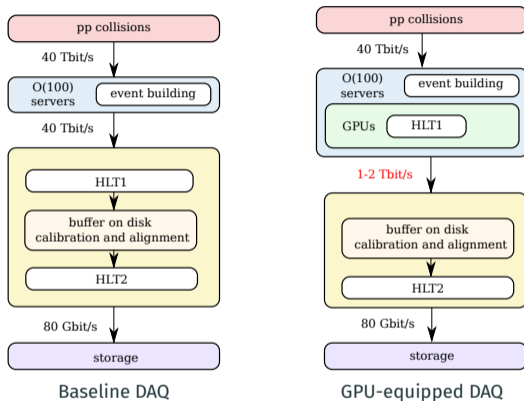 pp collisions
40 Tbit/s
O(100)
servers
event building
40 Tbit/s
HLT1
buffer on disk
calibration and alignment
HLT2
80 Gbit/s
storage
Baseline DAQ
pp collisions
40 Tbit/s
O(100)
servers
event building
GPUs
HLT1
1-2 Tbit/s
buffer on disk
calibration and alignment
HLT2
80 Gbit/s
storage
GPU-equipped DAQ